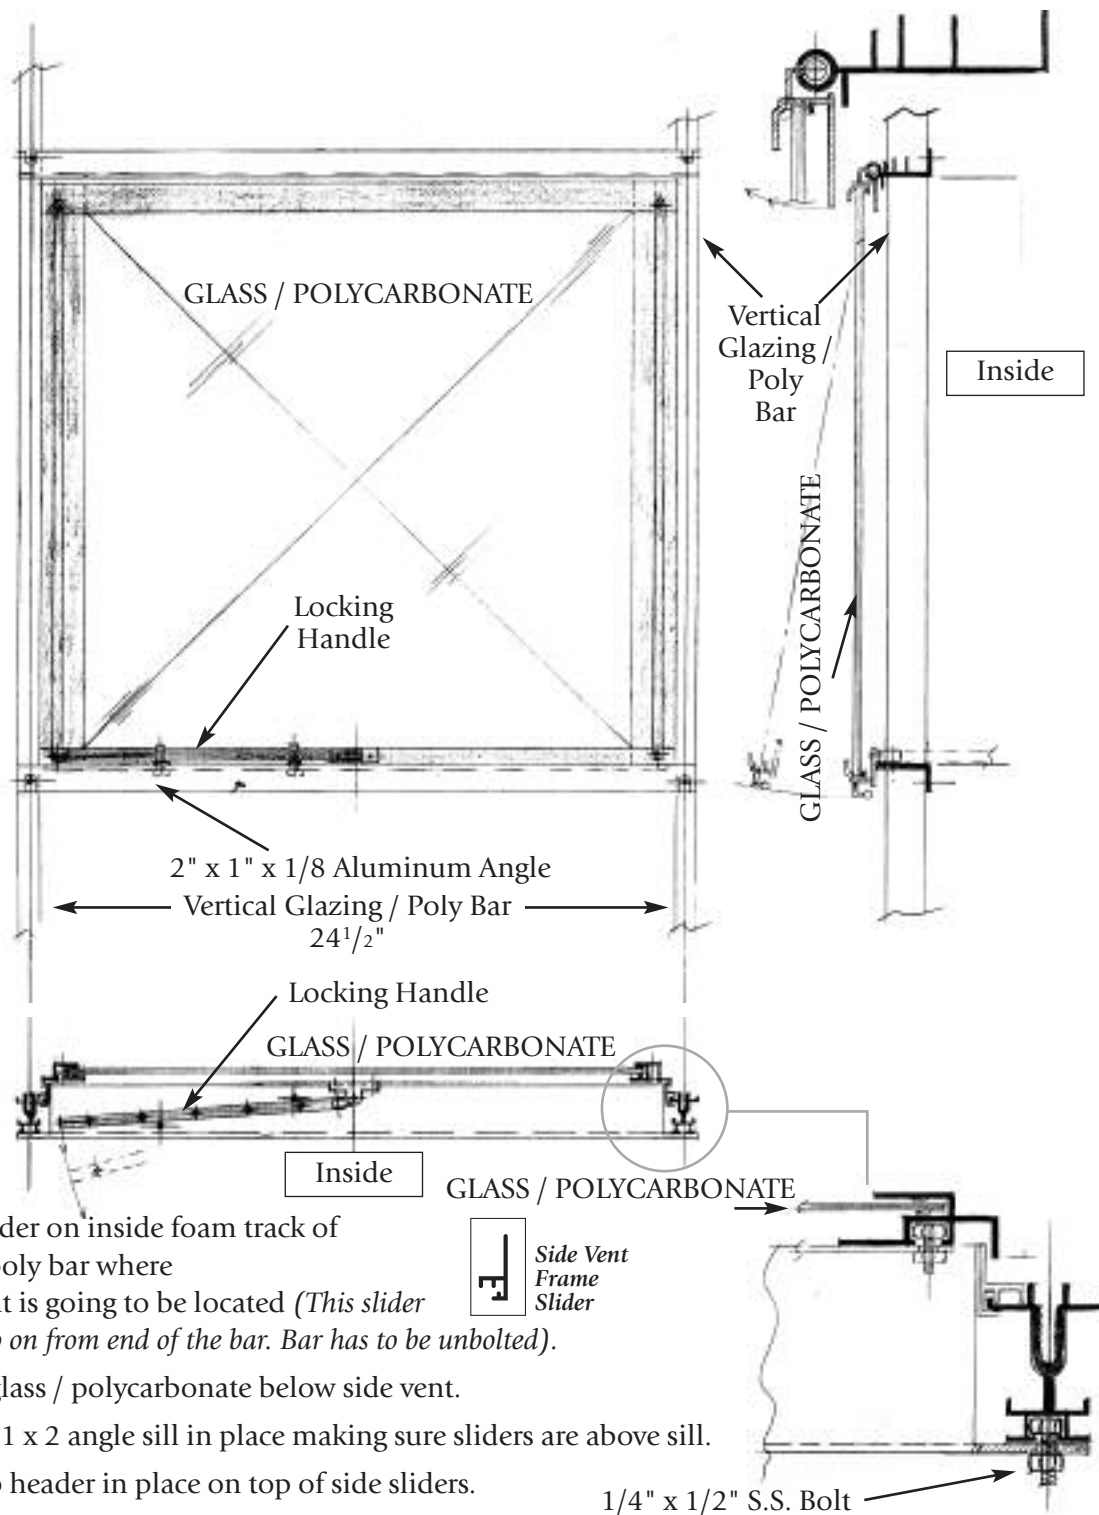 GLASS / POLYCARBONATE
Vertical
Glazing /
Poly
Bar
Inside
GLASS / POLYCARBONATE
Locking
Handle
2" x 1" x 1/8 Aluminum Angle
Vertical Glazing / Poly Bar
24 1/2"
Locking Handle
GLASS / POLYCARBONATE
Inside
GLASS / POLYCARBONATE
Side Vent
Frame
Slider
on inside foam track of
poly bar where
is going to be located (This slider
on from end of the bar. Bar has to be unbolted).
glass / polycarbonate below side vent.
1 x 2 angle sill in place making sure sliders are above sill.
header in place on top of side sliders.
1/4" x 1/2" S.S. Bolt